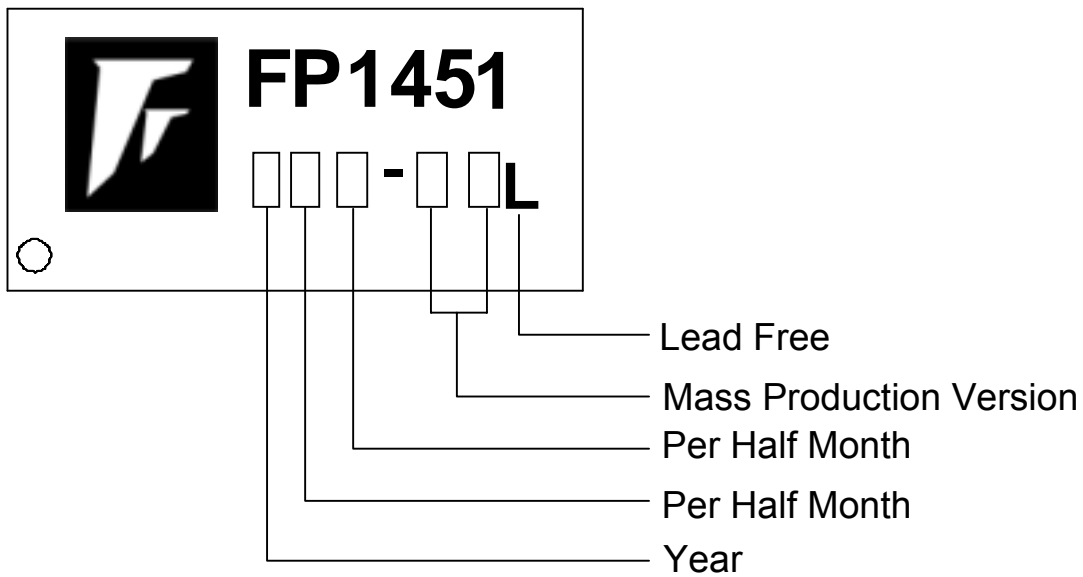 FP1451
- L
Lead Free
Mass Production Version
Per Half Month
Per Half Month
Year